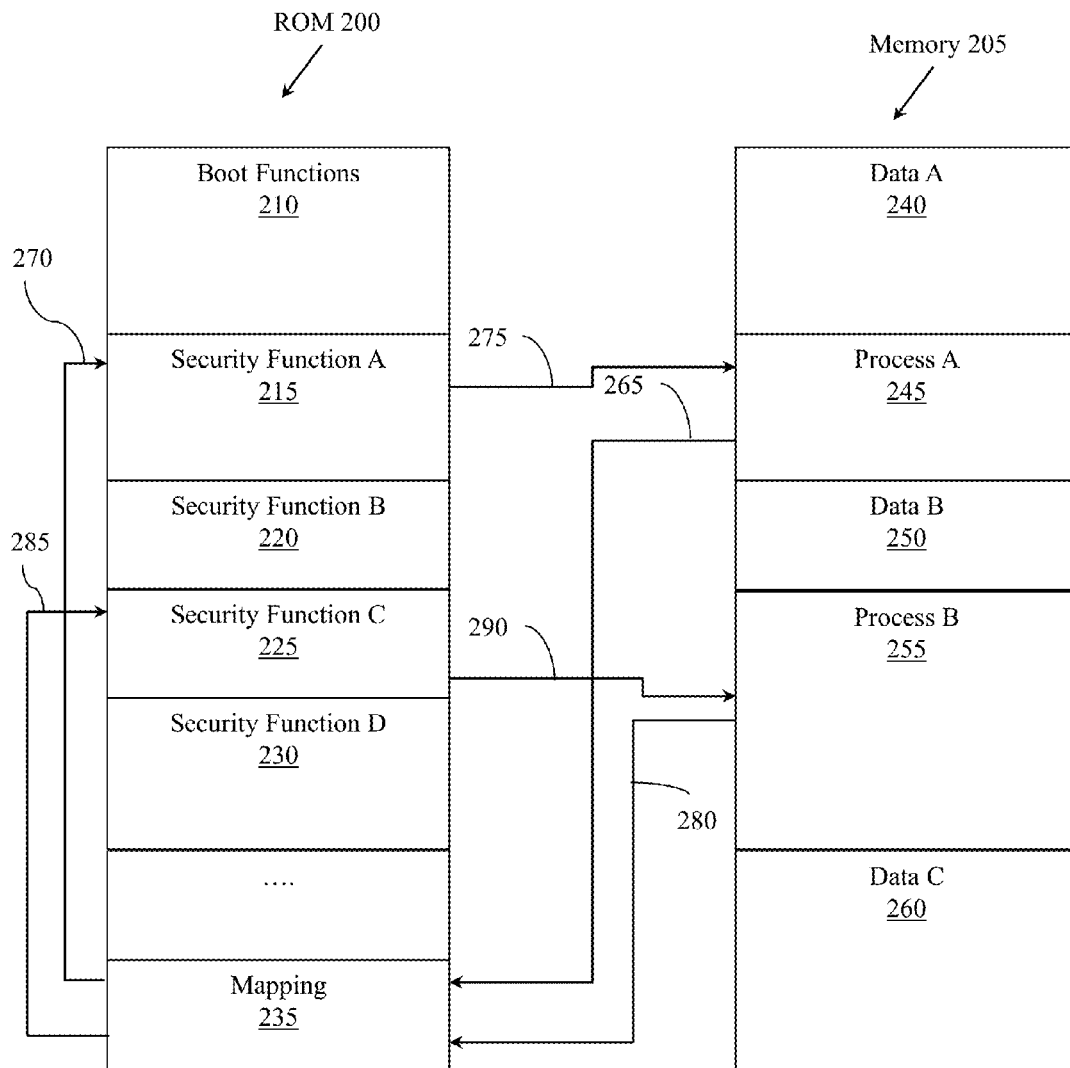 ROM 200
Memory 205
Boot Functions
210
Data A
240
270
Security Function A
215
275
265
Process A
245
Security Function B
220
Data B
250
285
Security Function C
225
290
Process B
255
Security Function D
230
280
....
Data C
260
Mapping
235